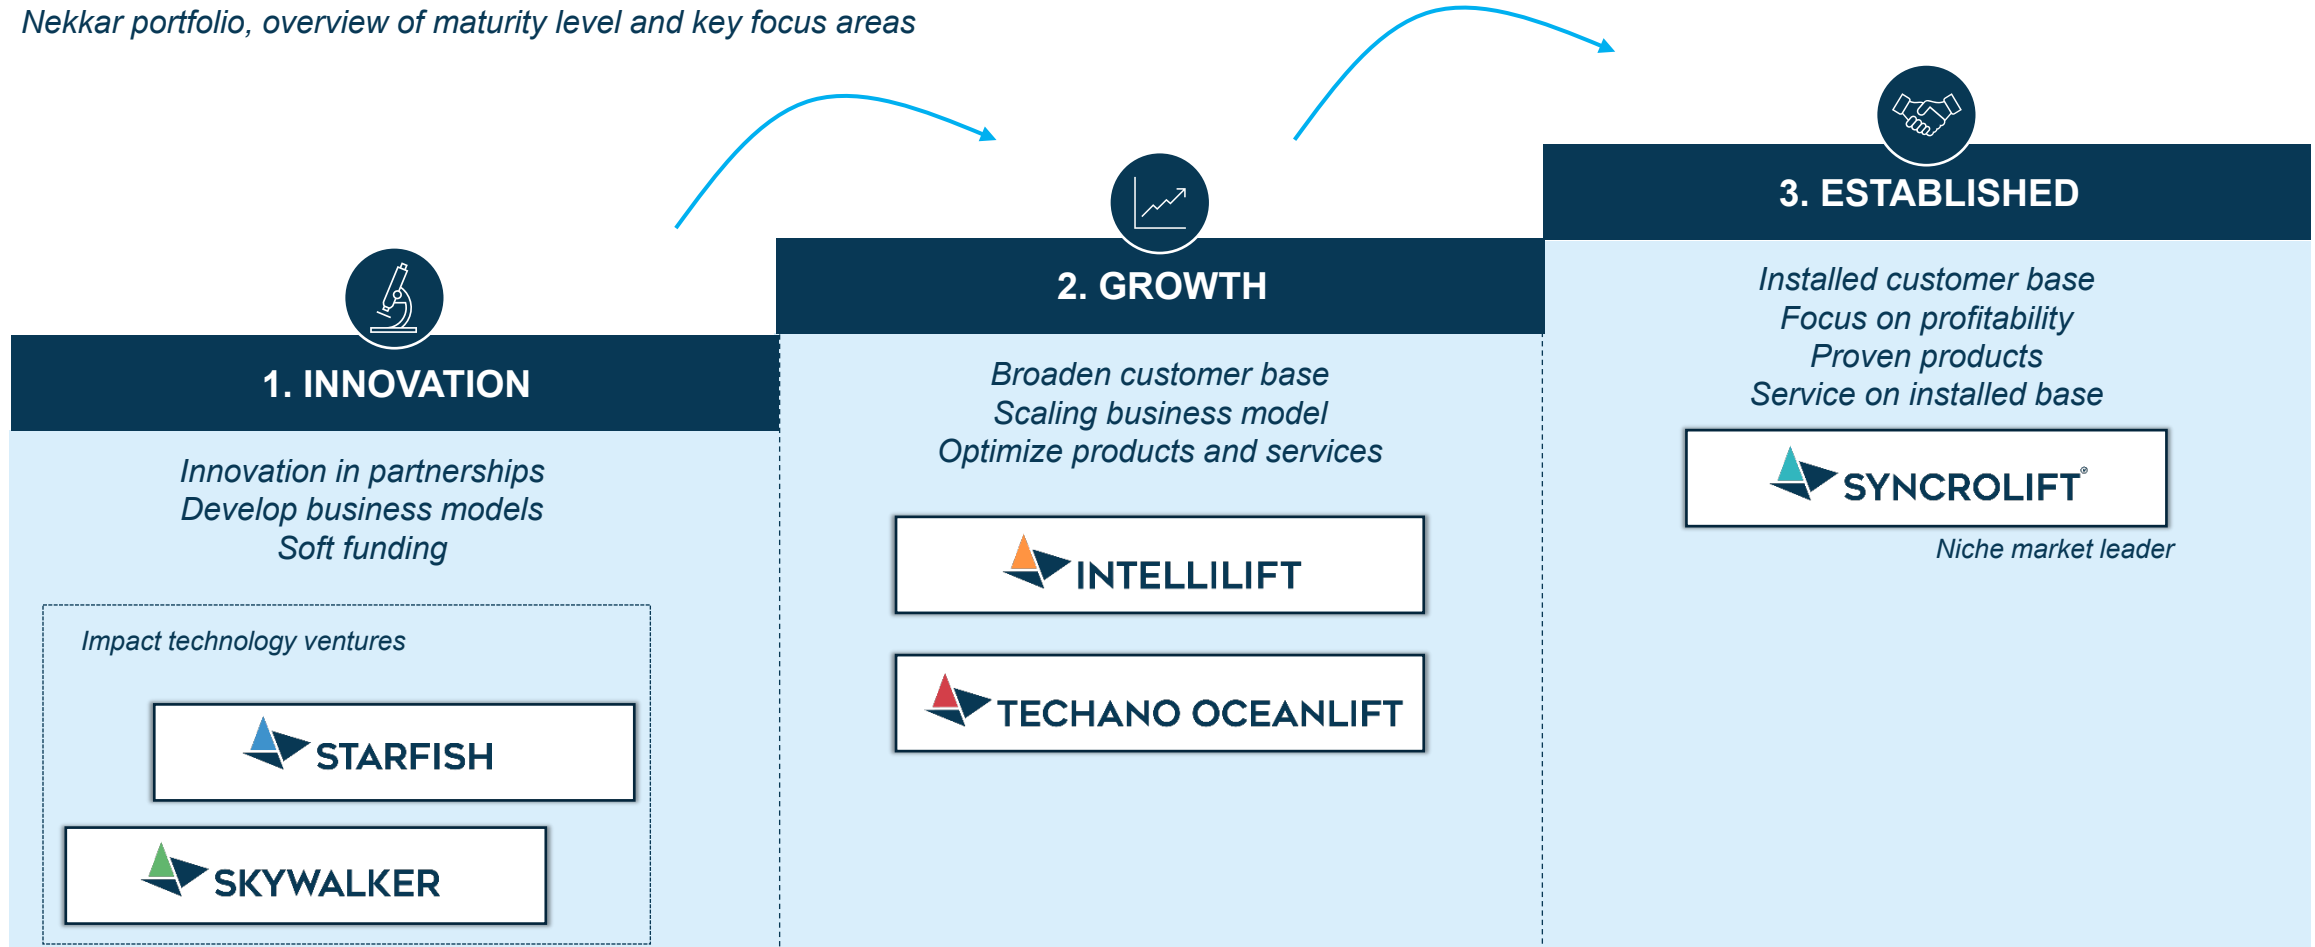 Nekkar portfolio, overview of maturity level and key focus areas
1. INNOVATION
Innovation in partnerships
Develop business models
Soft funding
Impact technology ventures
STARFISH
SKYWALKER
2. GROWTH
Broaden customer base
Scaling business model
Optimize products and services
INTELLILIFT
TECHANO OCEANLIFT
3. ESTABLISHED
Installed customer base
Focus on profitability
Proven products
Service on installed base
SYNCROLIFT®
Niche market leader